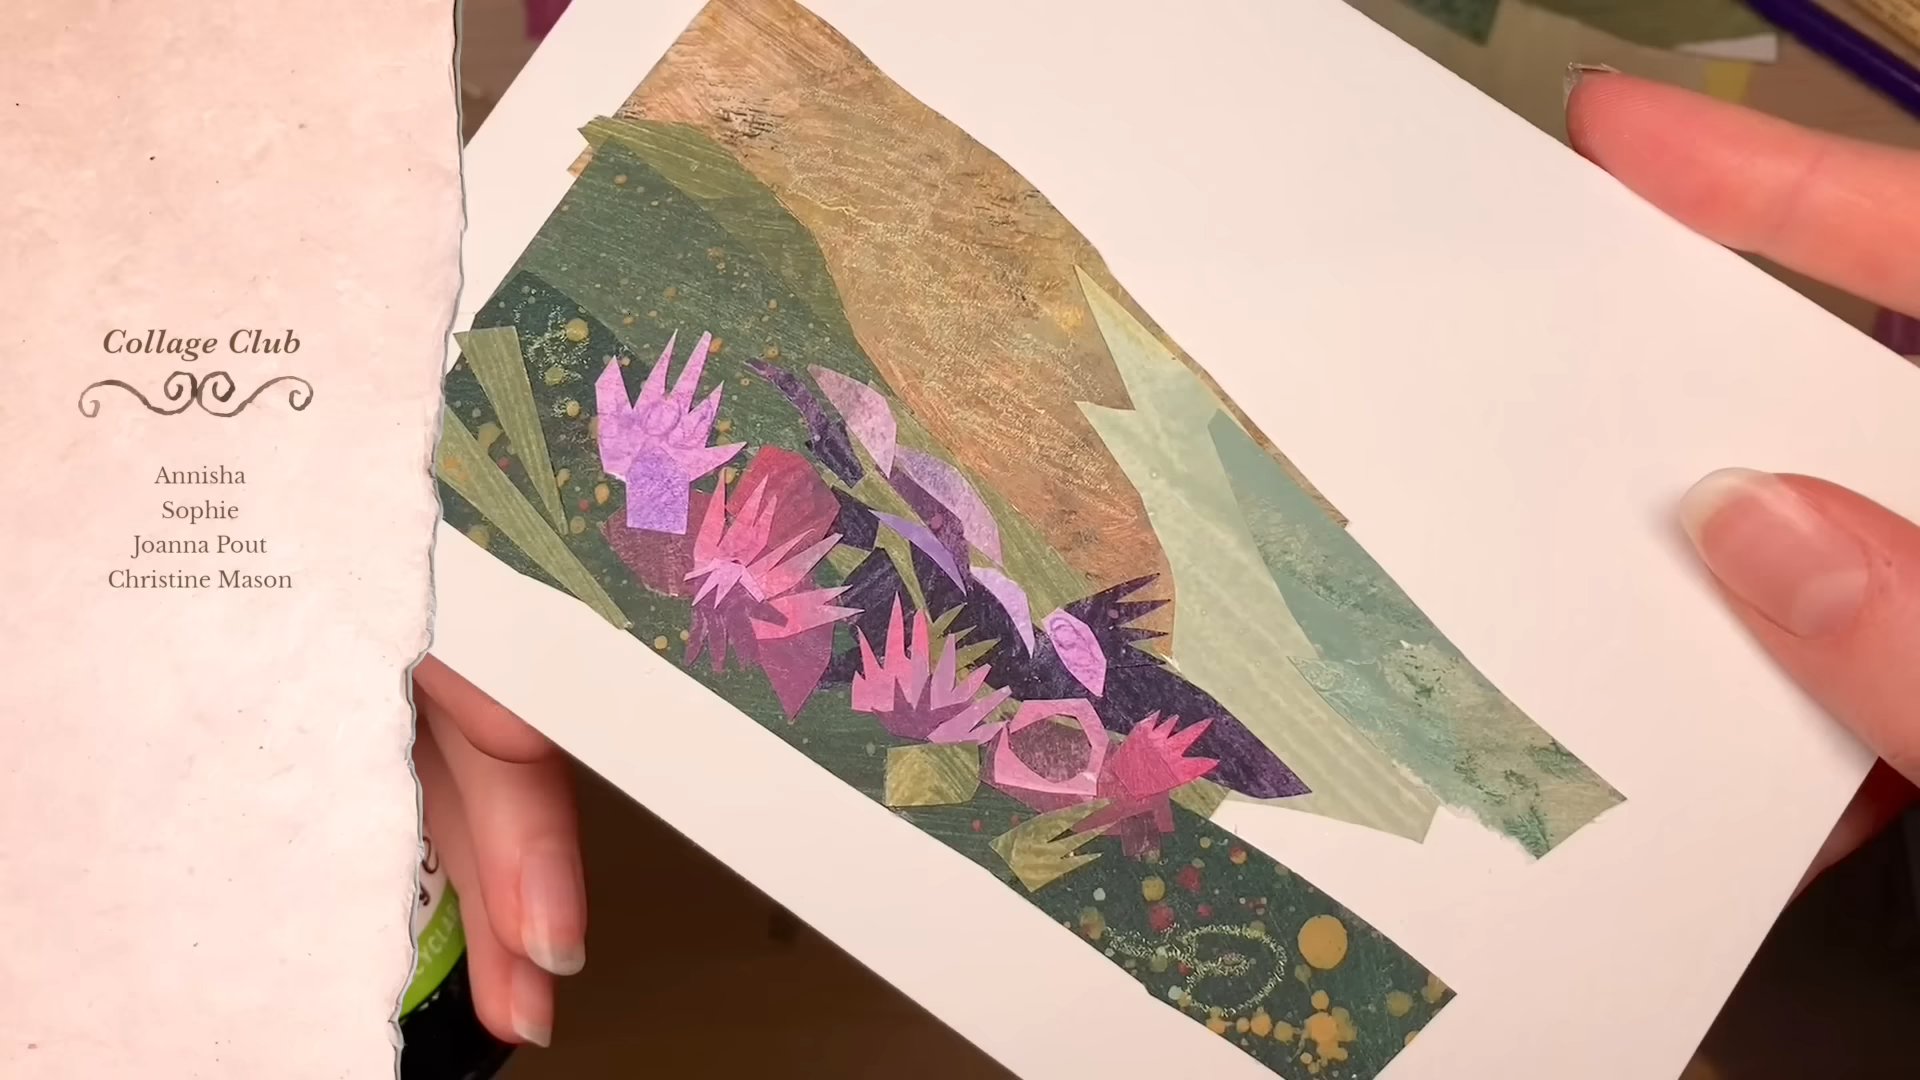 Collage Club
Annisha
Sophie
Joanna Pout
Christine Mason